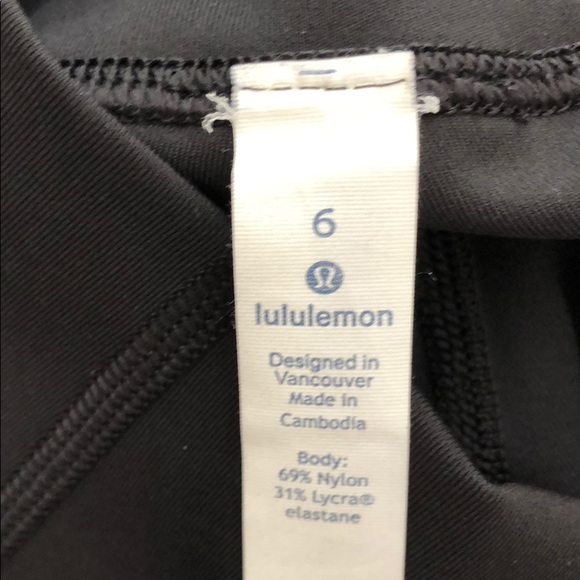 6
lululemon
Designed in
Vancouver
Made in
Cambodia
Body:
69% Nylon
31% Lycra®
elastane